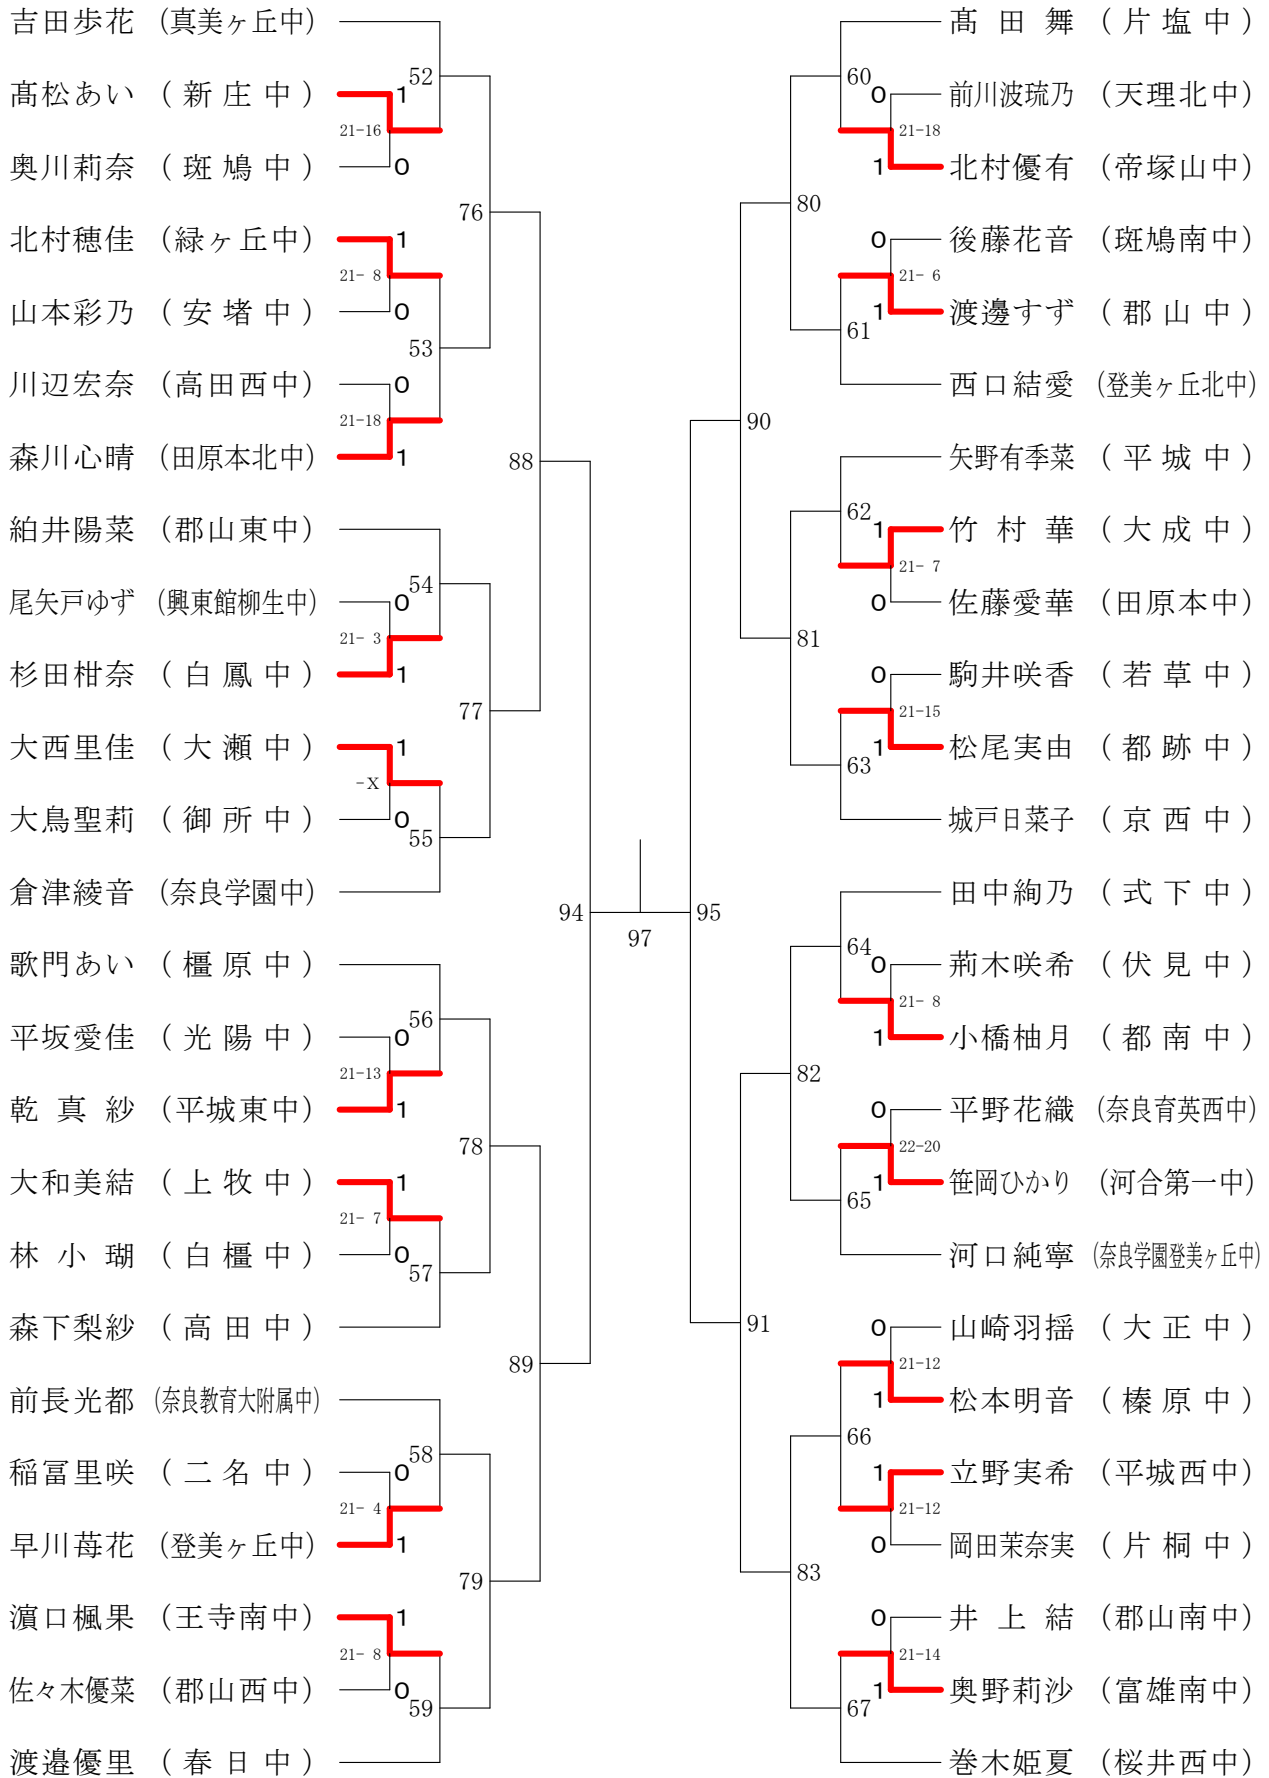 吉田歩花 (真美ヶ丘中)
52
髙松あい (新庄中) 1
21-16
奥川莉奈 (斑鳩中) 0
76
北村穂佳 (緑ヶ丘中) 1
21- 8
山本彩乃 (安堵中) 0
53
川辺宏奈 (高田西中) 0
21-18
森川心晴 (田原本北中) 1
88
絈井陽菜 (郡山東中)
54
尾矢戸ゆず (興東館柳生中) 0
21- 3
杉田柑奈 (白鳳中) 1
77
大西里佳 (大瀬中) 1
-X
大鳥聖莉 (御所中) 0
55
倉津綾音 (奈良学園中)
94
歌門あい (橿原中)
56
平坂愛佳 (光陽中) 0
21-13
乾真紗 (平城東中) 1
78
大和美結 (上牧中) 1
21- 7
林小瑚 (白橿中) 0
57
森下梨紗 (高田中)
89
前長光都 (奈良教育大附属中)
58
稲冨里咲 (二名中) 0
21- 4
早川苺花 (登美ヶ丘中) 1
79
濵口楓果 (王寺南中) 1
21- 8
佐々木優菜 (郡山西中) 0
59
渡邉優里 (春日中)
97
髙田舞 (片塩中)
60
0 前川波琉乃 (天理北中)
21-18
1 北村優有 (帝塚山中)
80
0 後藤花音 (斑鳩南中)
21- 6
1 渡邊すず (郡山中)
61
西口結愛 (登美ヶ丘北中)
90
矢野有季菜 (平城中)
62
1 竹村華 (大成中)
21- 7
0 佐藤愛華 (田原本中)
81
0 駒井咲香 (若草中)
21-15
1 松尾実由 (都跡中)
63
城戸日菜子 (京西中)
95
田中絢乃 (式下中)
64
0 荊木咲希 (伏見中)
21- 8
1 小橋柚月 (都南中)
82
0 平野花織 (奈良育英西中)
22-20
1 笹岡ひかり (河合第一中)
65
河口純寧 (奈良学園登美ヶ丘中)
91
0 山崎羽揺 (大正中)
21-12
1 松本明音 (榛原中)
66
1 立野実希 (平城西中)
21-12
0 岡田茉奈実 (片桐中)
83
0 井上結 (郡山南中)
21-14
1 奥野莉沙 (富雄南中)
67
巻木姫夏 (桜井西中)